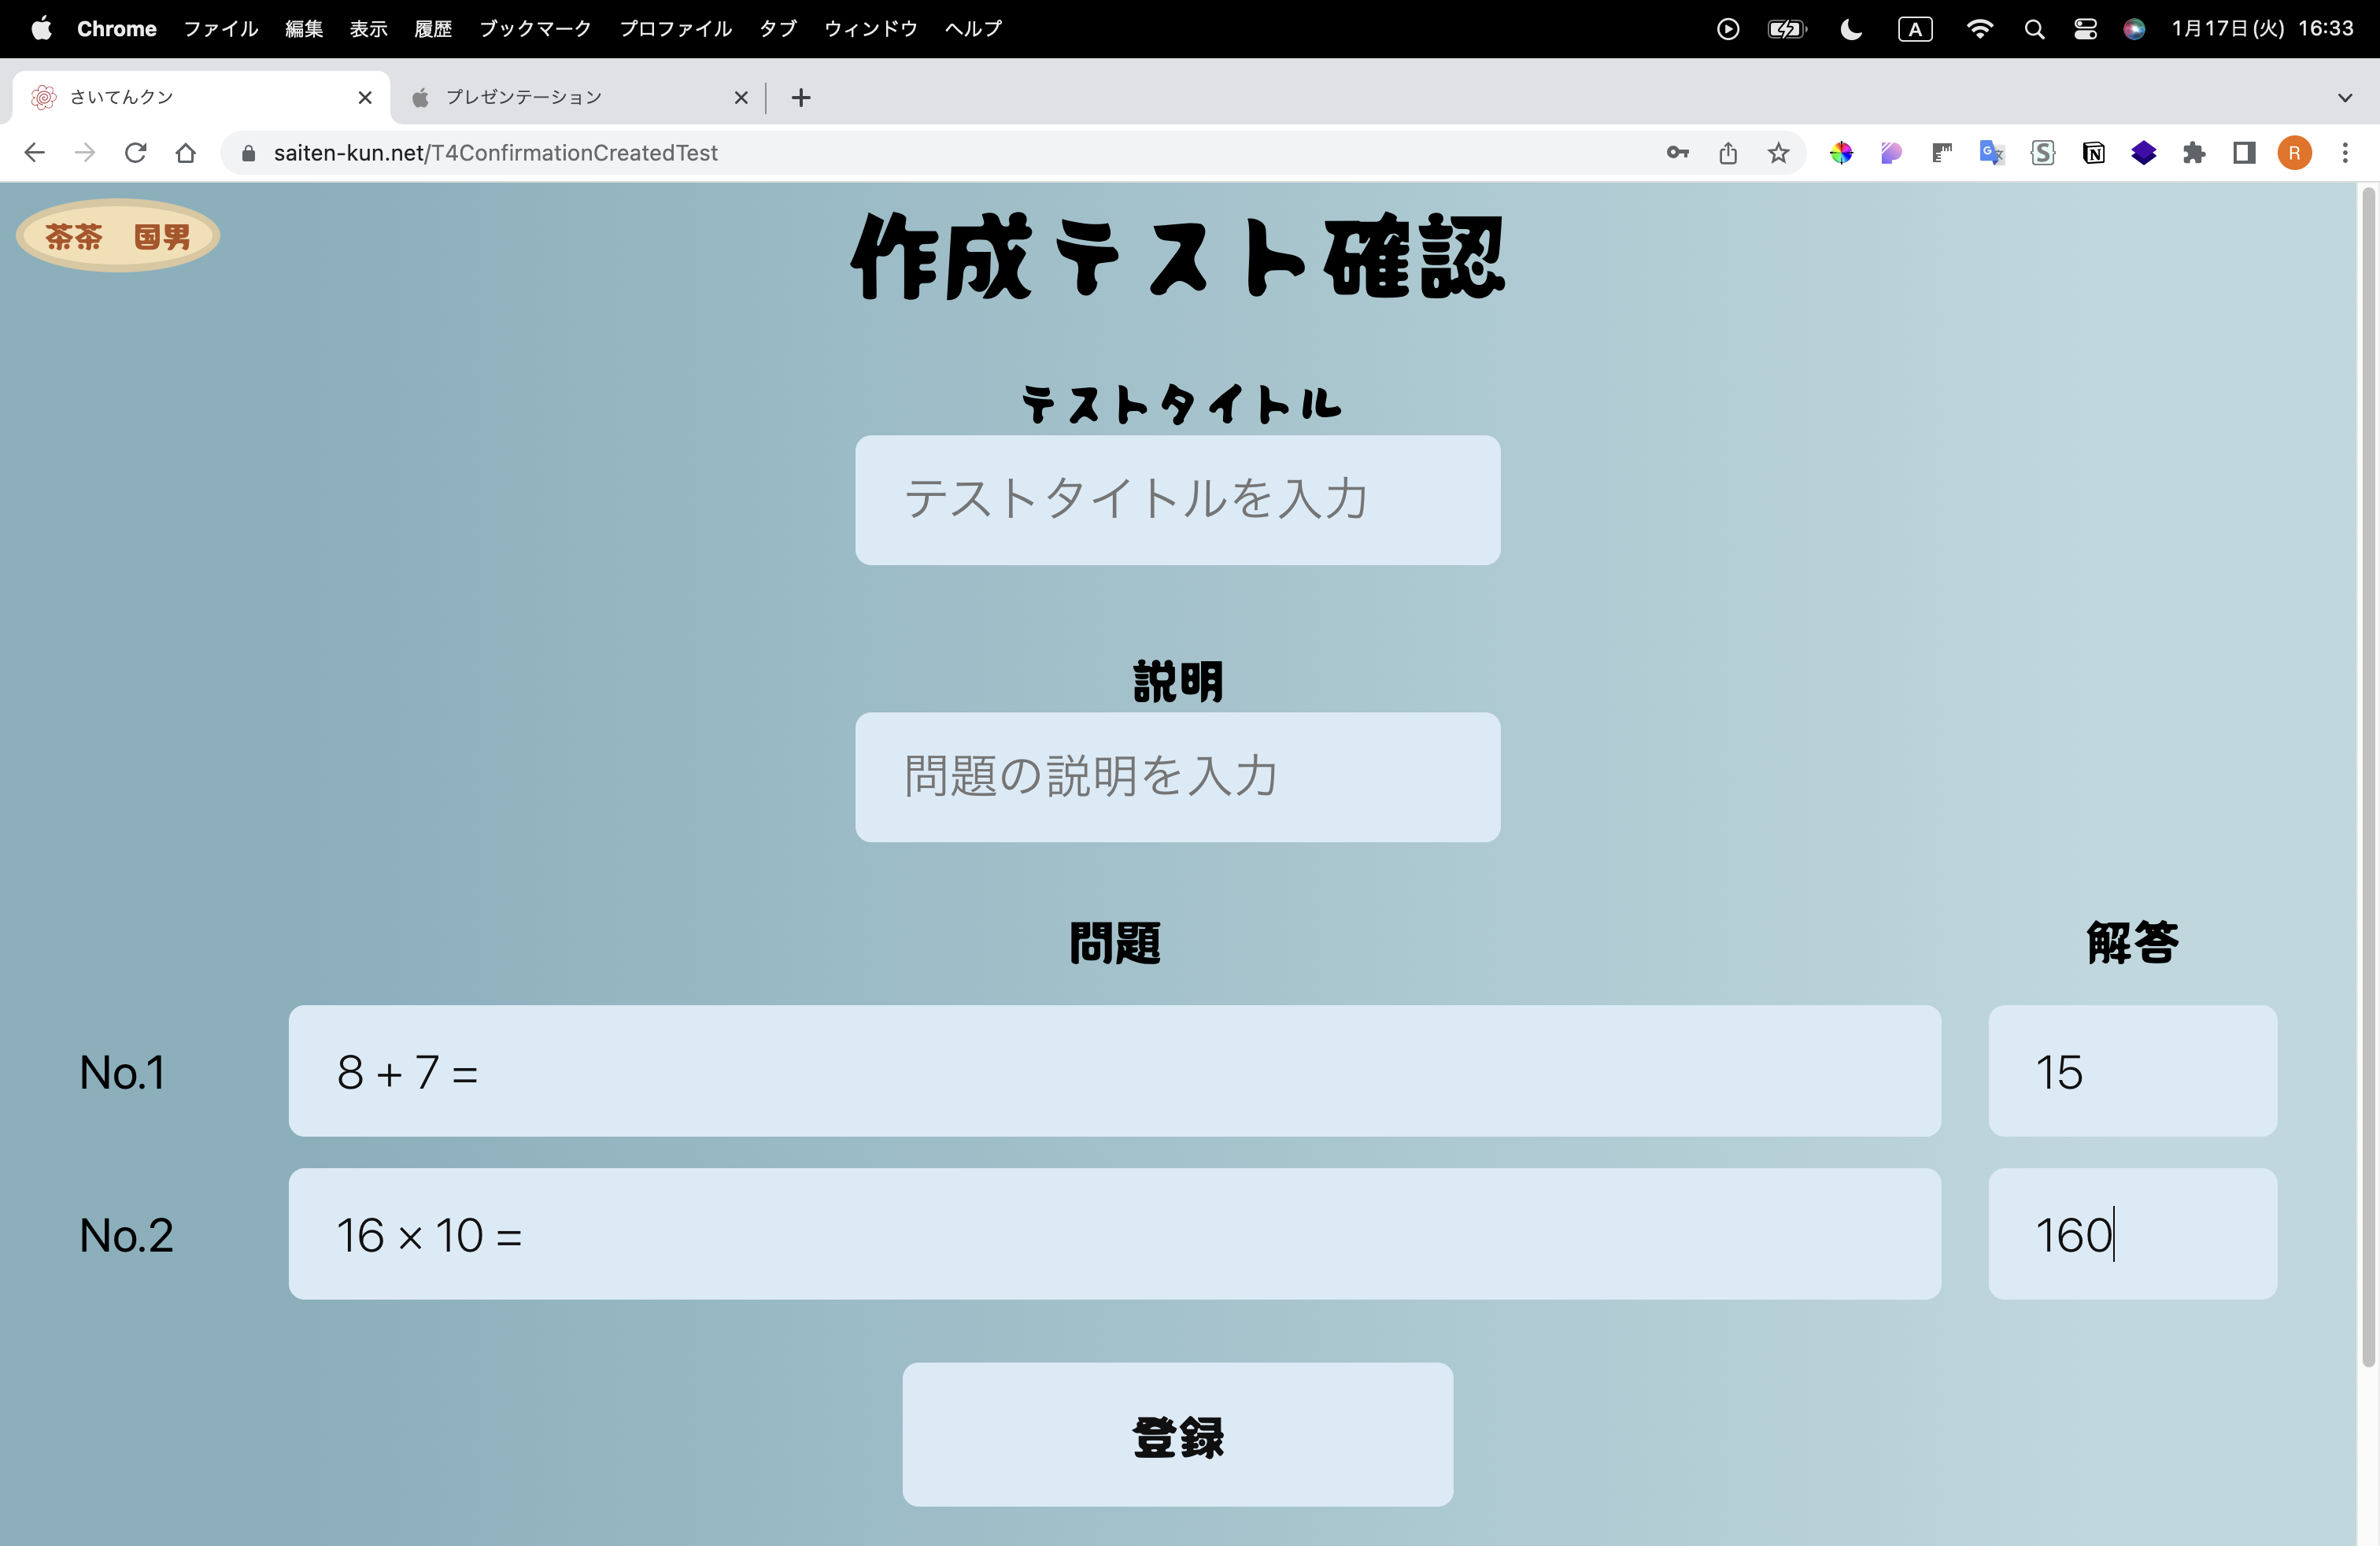 Chrome ファイル 編集 表示 履歴 ブックマーク プロファイル タブ ウィンドウ ヘルプ A 1月17日(火) 16:33
さいてんクン プレゼンテーション
saiten-kun.net/T4ConfirmationCreatedTest R
茶茶 国男
作成テスト確認
テストタイトル
テストタイトルを入力
説明
問題の説明を入力
問題 解答
No.1 8 + 7 = 15
No.2 16 × 10 = 160
登録